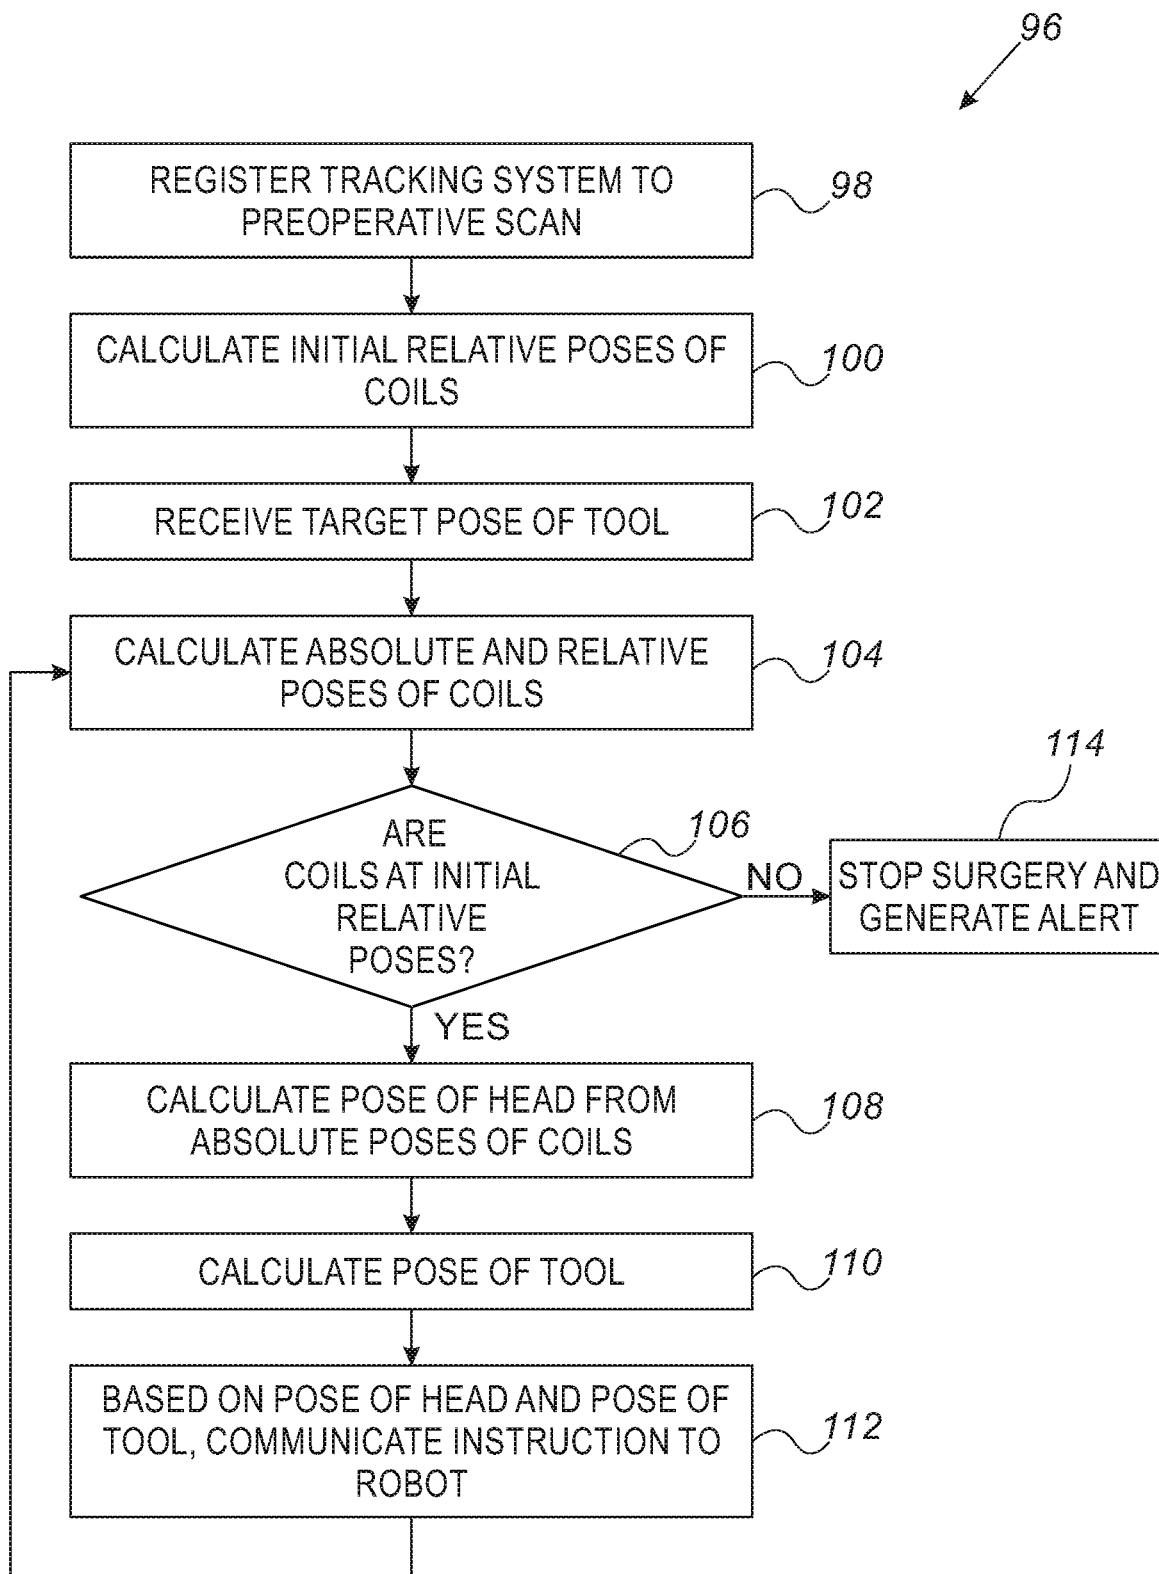 96
REGISTER TRACKING SYSTEM TO
PREOPERATIVE SCAN
98
CALCULATE INITIAL RELATIVE POSES OF
COILS
100
RECEIVE TARGET POSE OF TOOL
102
CALCULATE ABSOLUTE AND RELATIVE
POSES OF COILS
104
ARE
COILS AT INITIAL
RELATIVE
POSES?
106
NO
STOP SURGERY AND
GENERATE ALERT
114
YES
CALCULATE POSE OF HEAD FROM
ABSOLUTE POSES OF COILS
108
CALCULATE POSE OF TOOL
110
BASED ON POSE OF HEAD AND POSE OF
TOOL, COMMUNICATE INSTRUCTION TO
ROBOT
112